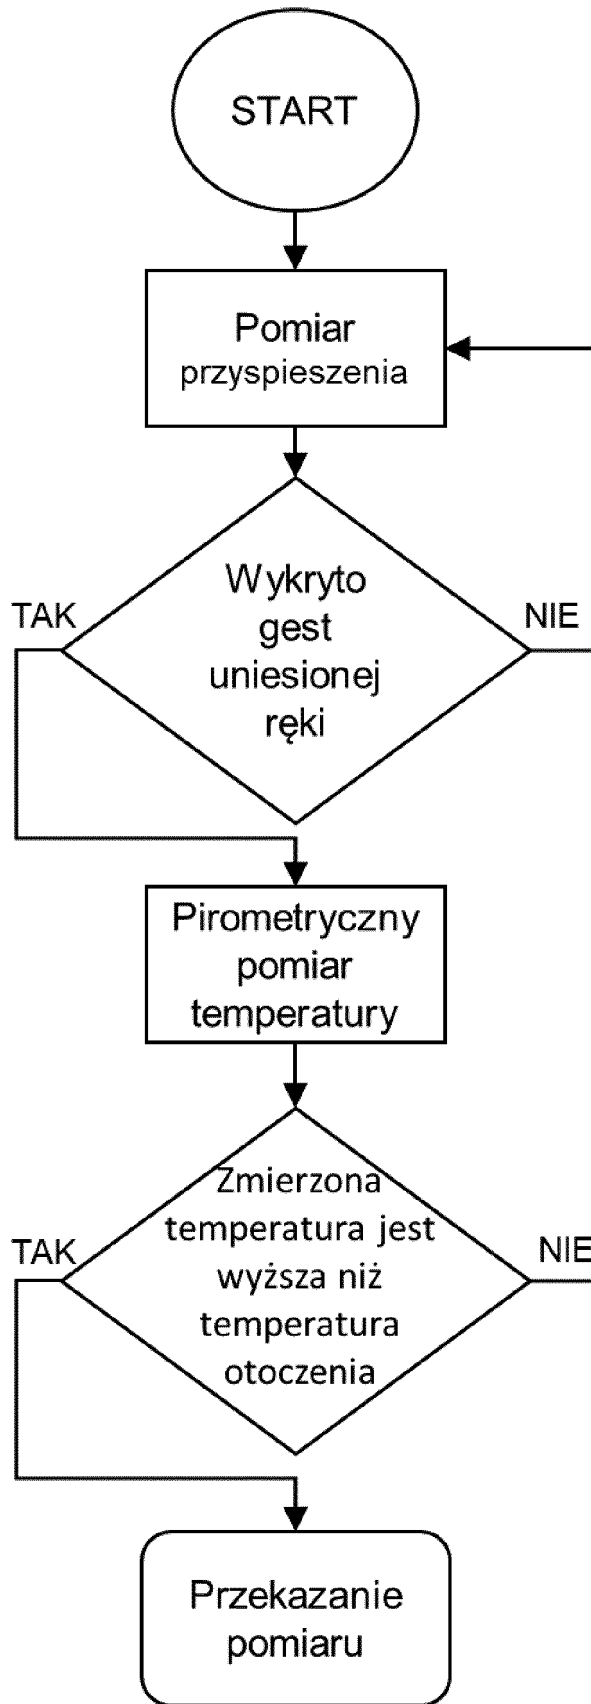 START
Pomiar
przyspieszenia
Wykryto
gest
uniesionej
ręki
TAK
NIE
Pirometryczny
pomiar
temperatury
Zmierzona
temperatura jest
wyższa niż
temperatura
otoczenia
TAK
NIE
Przekazanie
pomiaru